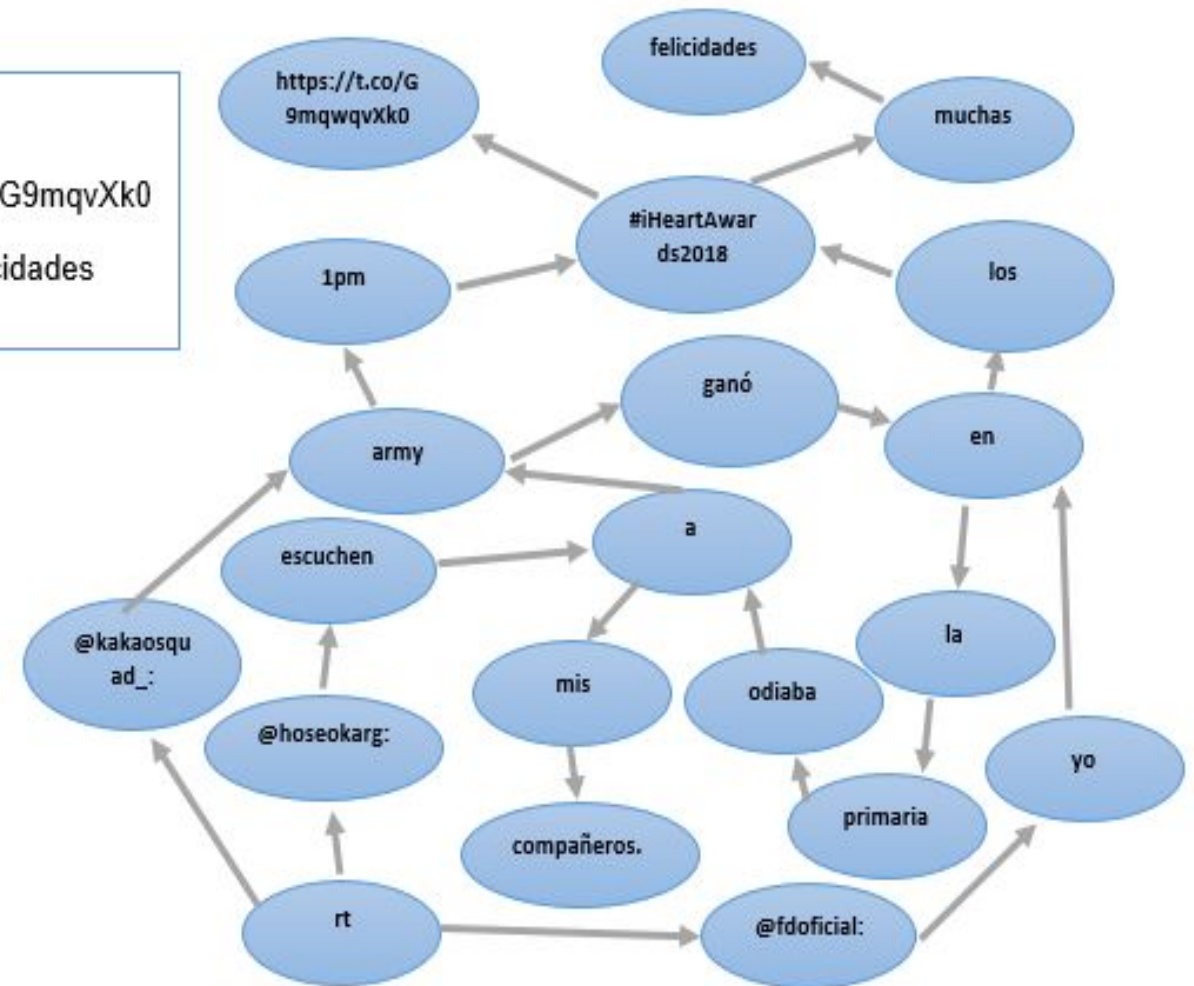 G9mqvXk0
cidades
felicidades
https://t.co/G
9mqwqvXk0
muchas
#iHeartAwar
ds2018
los
1pm
ganó
army
en
a
escuchen
la
@kakaosqu
ad_:
mis
odiaba
@hoseokarg:
yo
primaria
compañeros.
rt
@fdoficial: